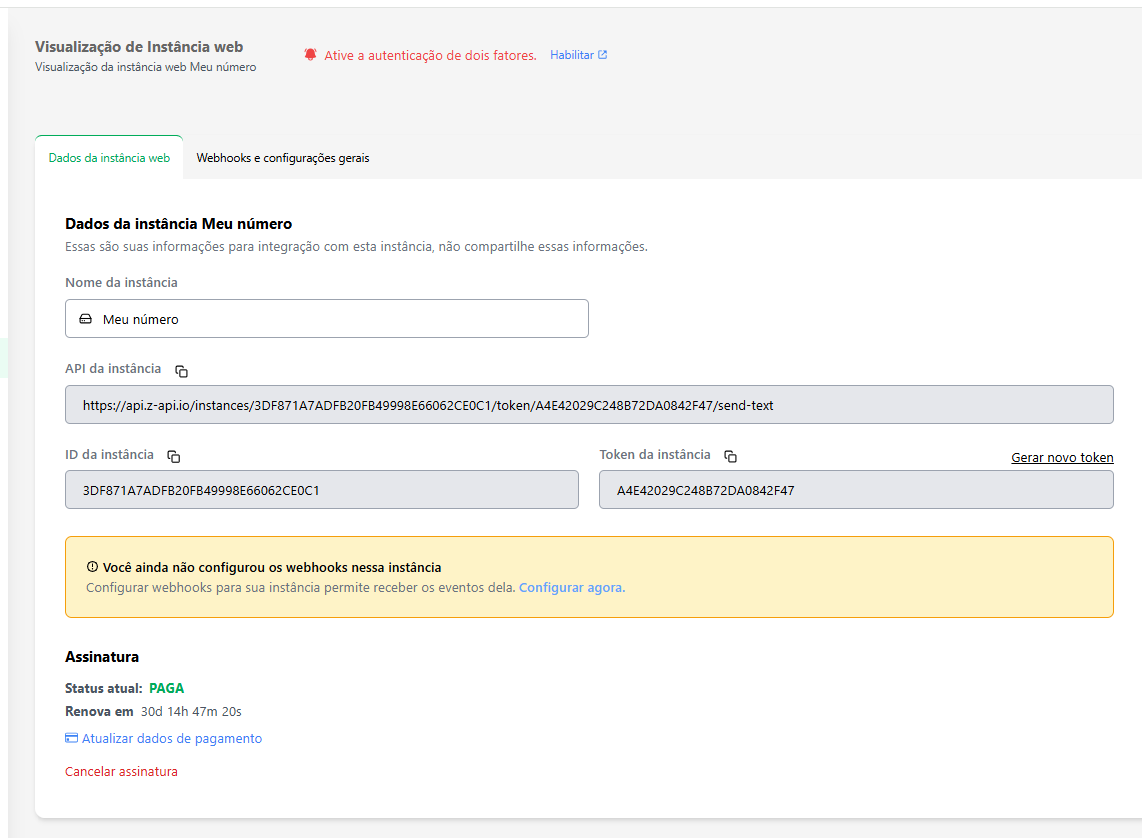 Visualização de Instância web
Visualização da instância web Meu número
Ative a autenticação de dois fatores. Habilitar
Dados da instância web Webhooks e configurações gerais
Dados da instância Meu número
Essas são suas informações para integração com esta instância, não compartilhe essas informações.
Nome da instância
Meu número
API da instância
https://api.z-api.io/instances/3DF871A7ADFB20FB49998E66062CE0C1/token/A4E42029C248B72DA0842F47/send-text
ID da instância Token da instância Gerar novo token
3DF871A7ADFB20FB49998E66062CE0C1 A4E42029C248B72DA0842F47
Você ainda não configurou os webhooks nessa instância
Configurar webhooks para sua instância permite receber os eventos dela. Configurar agora.
Assinatura
Status atual: PAGA
Renova em 30d 14h 47m 20s
Atualizar dados de pagamento
Cancelar assinatura